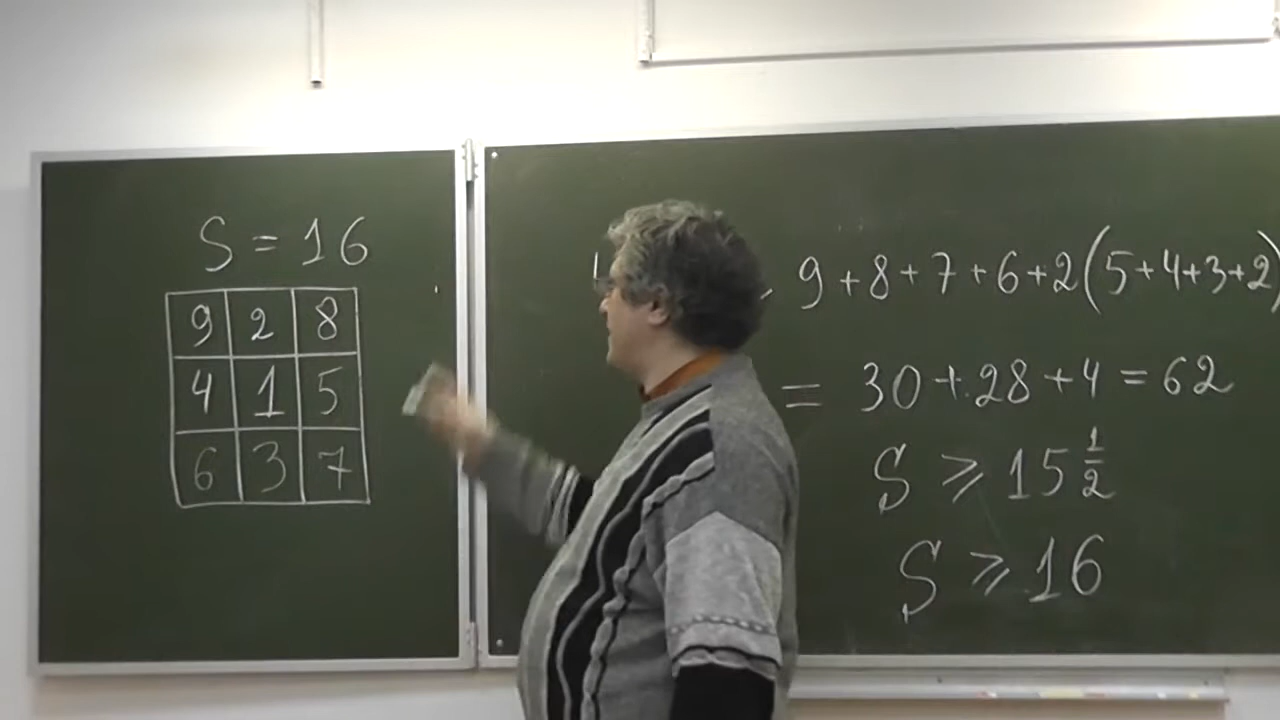 S = 16
9 2 8
4 1 5
6 3 7
9+8+7+6+2(5+4+3+2)
= 30+28+4=62
S ⩾ 15 1/2
S ⩾ 16